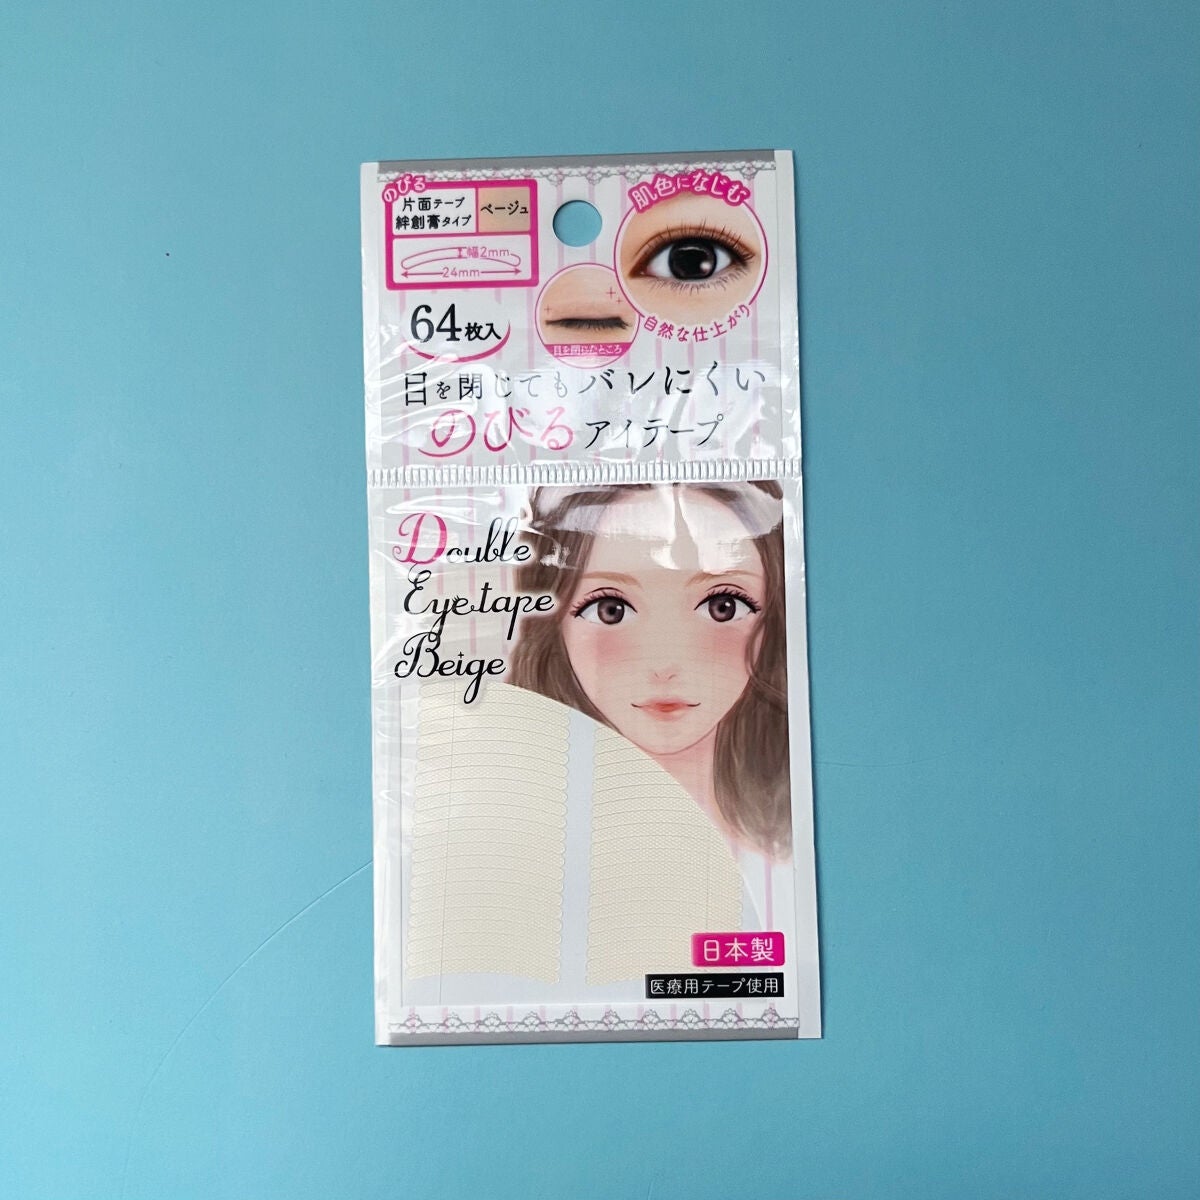 のびる
片面テープ
絆創膏タイプ
ベージュ
幅2mm
24mm
64枚入
肌色になじむ
自然な仕上がり
目を閉じたところ
目を閉じてもバレにくい
のびるアイテープ
Double
Eyetape
Beige
日本製
医療用テープ使用